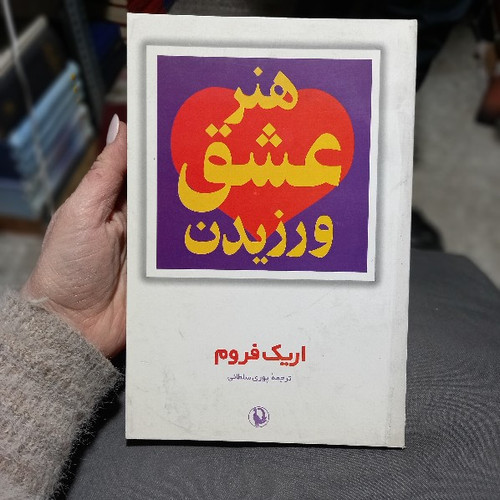 هنر
عشق
ورزیدن
اریک فروم
ترجمهٔ پوری سلطانی